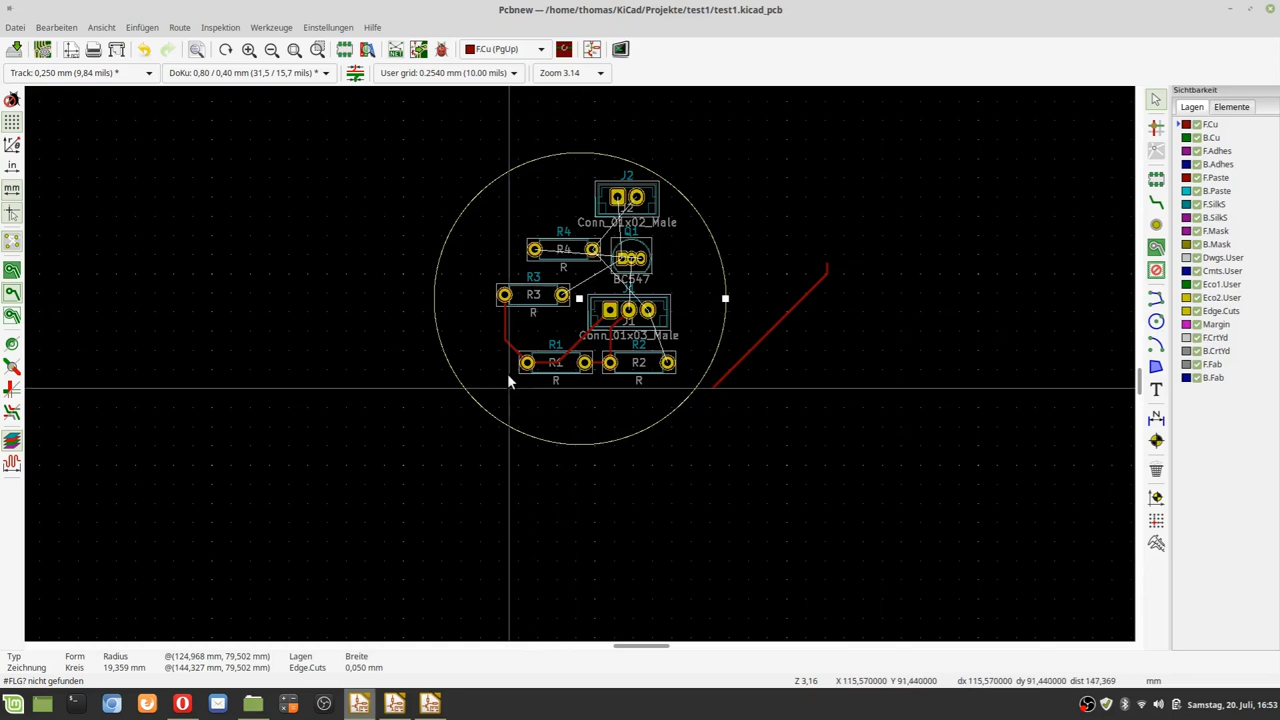 Pcbnew — /home/thomas/KiCad/Projekte/test1/test1.kicad_pcb
Datei Bearbeiten Ansicht Einfügen Route Inspektion Werkzeuge Einstellungen Hilfe
NET F.Cu (PgUp)
Track: 0,250 mm (9,84 mils) * DoKu: 0,80 / 0,40 mm (31,5 / 15,7 mils) * User grid: 0.2540 mm (10.00 mils) Zoom 3.14
in
mm
J2
J2
Conn_01x02_Male
R4
R4
R
Q1
BC547
R3
R3
R
J1
Conn_01x03_Male
R1
R1
R
R2
R2
R
T
N
Sichtbarkeit
Lagen Elemente
F.Cu
B.Cu
F.Adhes
B.Adhes
F.Paste
B.Paste
F.SilkS
B.SilkS
F.Mask
B.Mask
Dwgs.User
Cmts.User
Eco1.User
Eco2.User
Edge.Cuts
Margin
F.CrtYd
B.CrtYd
F.Fab
B.Fab
Typ Form Radius @(124,968 mm, 79,502 mm) Lagen Breite
Zeichnung Kreis 19,359 mm @(144,327 mm, 79,502 mm) Edge.Cuts 0,050 mm
#FLG? nicht gefunden Z 3,16 X 115,570000 Y 91,440000 dx 115,570000 dy 91,440000 dist 147,369 mm
Samstag, 20. Juli, 16:53